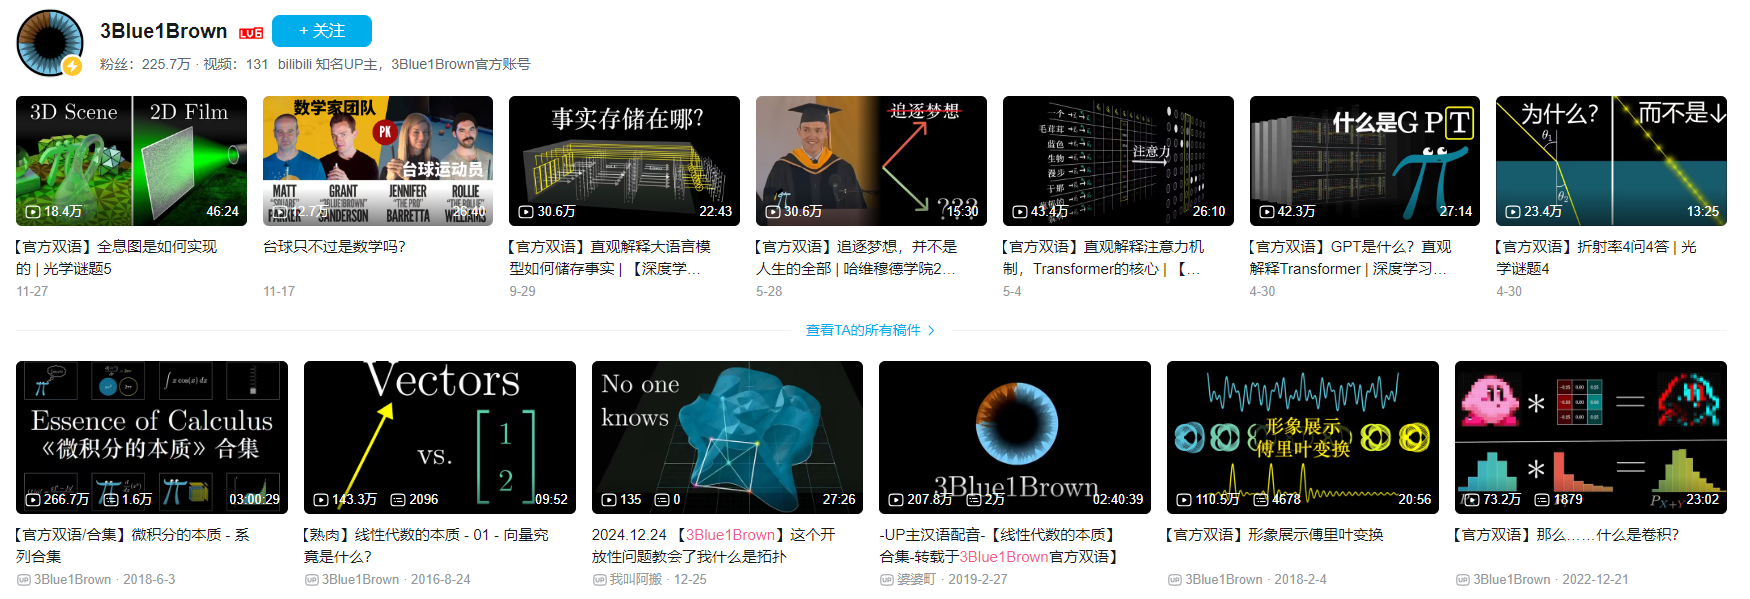 3Blue1Brown LV6 + 关注
粉丝：225.7万 · 视频：131 bilibili 知名UP主，3Blue1Brown官方账号
3D Scene 2D Film
18.4万 46:24
数学家团队
PK
台球运动员
MATT "SQUARE" PARKER
GRANT "3BLUE1BROWN" SANDERSON
JENNIFER "THE PRO" BARRETTA
ROLLIE "THE POLIE" WILLIAMS
12.7万 26:40
事实存储在哪?
30.6万 22:43
追逐梦想
???
30.6万 15:30
一个
毛茸茸
蓝色
生物
漫步
于那
注意力
43.4万 26:10
什么是GPT
42.3万 27:14
为什么? 而不是↓
θ1
θ2
23.4万 13:25
【官方双语】全息图是如何实现
的 | 光学谜题5
11-27
台球只不过是数学吗?
11-17
【官方双语】直观解释大语言模
型如何储存事实 | 【深度学...
9-29
【官方双语】追逐梦想，并不是
人生的全部 | 哈维穆德学院2...
5-28
【官方双语】直观解释注意力机
制，Transformer的核心 | 【...
5-4
【官方双语】GPT是什么？直观
解释Transformer | 深度学习...
4-30
【官方双语】折射率4问4答 | 光
学谜题4
4-30
查看TA的所有稿件 >
Essence of Calculus
《微积分的本质》合集
266.7万 1.6万 03:00:29
Vectors
vs. [1 2]
143.3万 2096 09:52
No one
knows
135 0 27:26
3Blue1Brown
207.8万 2万 02:40:39
形象展示
傅里叶变换
110.5万 4678 20:56
* =
* =
P X+Y
73.2万 1879 23:02
【官方双语/合集】微积分的本质 - 系
列合集
UP 3Blue1Brown · 2018-6-3
【熟肉】线性代数的本质 - 01 - 向量究
竟是什么?
UP 3Blue1Brown · 2016-8-24
2024.12.24 【3Blue1Brown】这个开
放性问题教会了我什么是拓扑
UP 我叫阿搬 · 12-25
-UP主汉语配音-【线性代数的本质】
合集-转载于3Blue1Brown官方双语】
UP 婆婆町 · 2019-2-27
【官方双语】形象展示傅里叶变换
UP 3Blue1Brown · 2018-2-4
【官方双语】那么……什么是卷积?
UP 3Blue1Brown · 2022-12-21